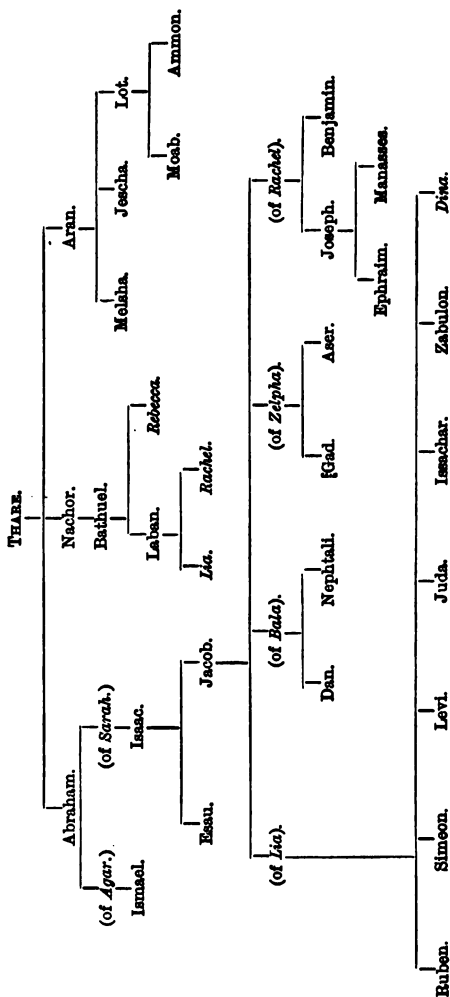 THARE.
Abraham. Nachor. Aran.
(of Agar.) (of Sarah.) Bathuel. Melsha. Jescha. Lot.
Ismael. Isaac. Laban. Rebecca. Moab. Ammon.
Esau. Jacob. Lia. Rachel.
(of Lia). (of Bala). (of Zelpha). (of Rachel).
Dan. Nephtali. Gad. Aser. Joseph. Benjamin.
Ephraim. Manasses.
Ruben. Simeon. Levi. Juda. Issachar. Zabulon. Dina.